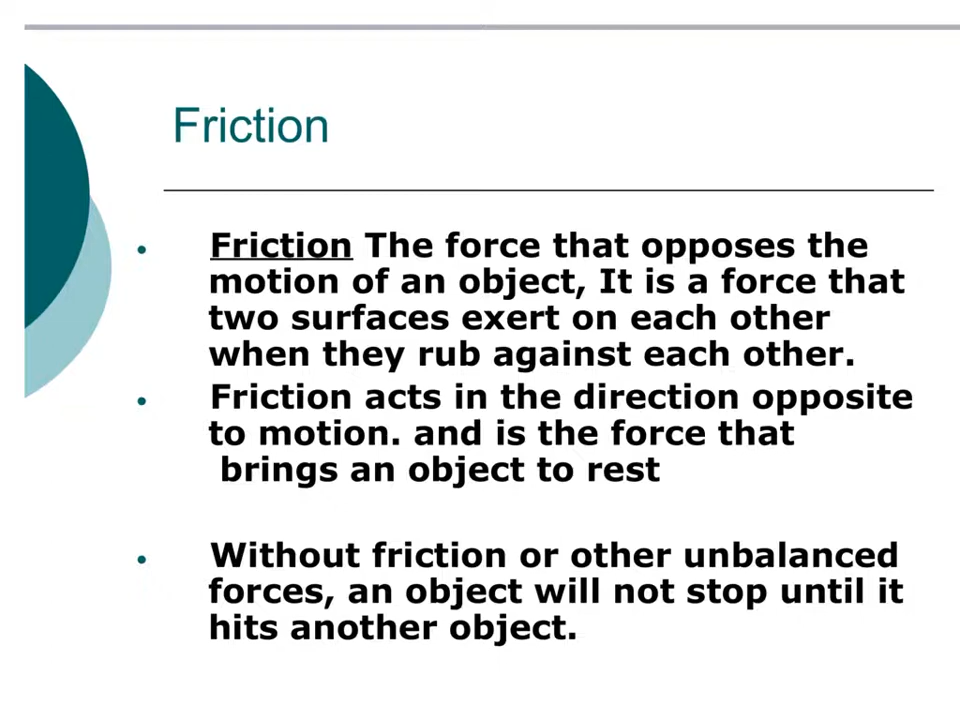 Friction
Friction The force that opposes the
motion of an object, It is a force that
two surfaces exert on each other
when they rub against each other.
Friction acts in the direction opposite
to motion. and is the force that
brings an object to rest
Without friction or other unbalanced
forces, an object will not stop until it
hits another object.